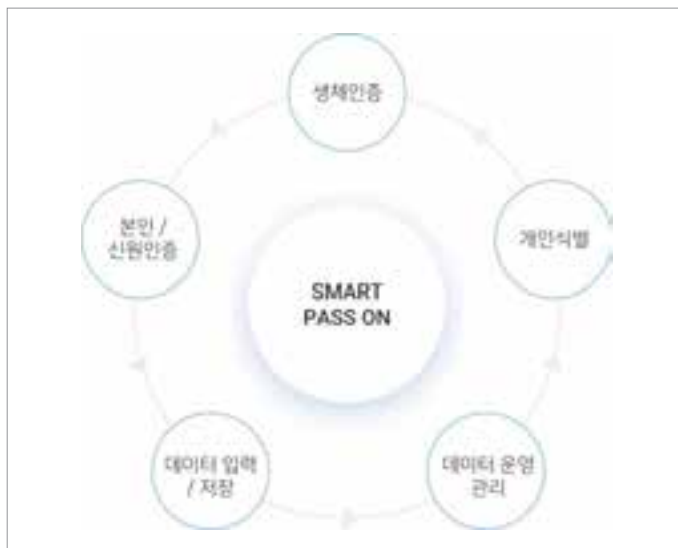 생체인증
본인 /
신원인증
개인식별
SMART
PASS ON
데이터 입력
/ 저장
데이터 운영
관리